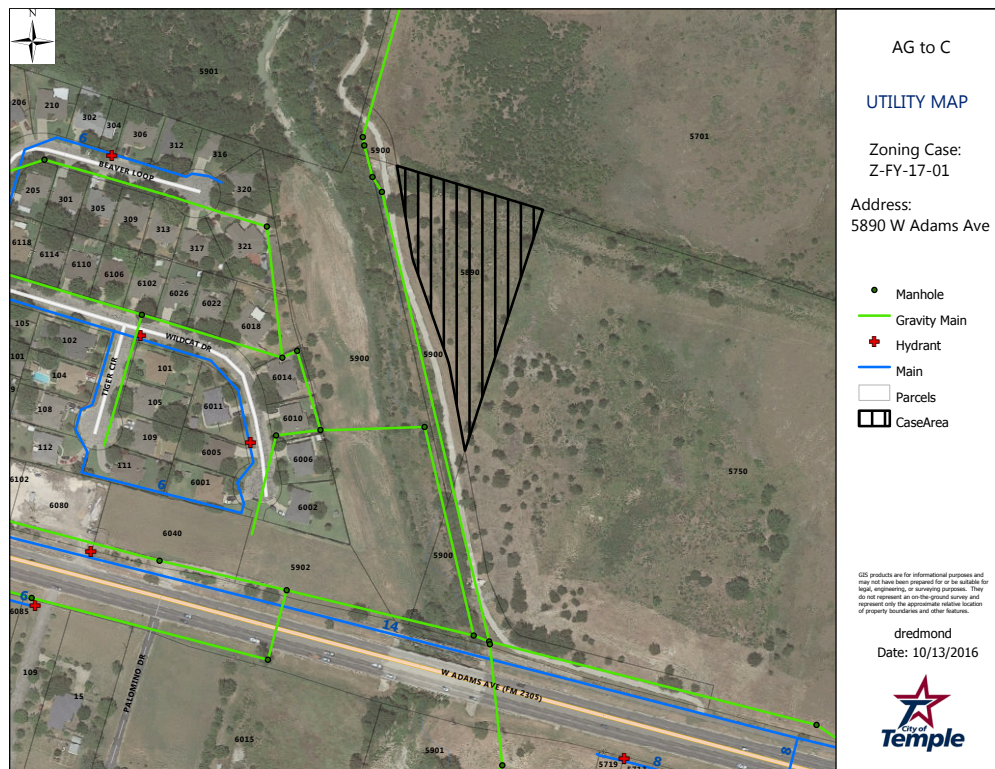 N
AG to C
UTILITY MAP
Zoning Case:
Z-FY-17-01
Address:
5890 W Adams Ave
Manhole
Gravity Main
Hydrant
Main
Parcels
CaseArea
GIS products are for informational purposes and
may not have been prepared for or be suitable for
legal, engineering, or surveying purposes. They
do not represent an on-the-ground survey and
represent only the approximate relative location
of property boundaries and other features.
dredmond
Date: 10/13/2016
City of
Temple
5901
206
210
302
304
306
312
316
320
6
BEAVER LOOP
205
301
305
309
313
317
321
6118
6114
6110
6106
6102
6026
6022
6018
5900
5701
5890
105
102
WILDCAT DR
101
101
TIGER CIR
104
105
108
109
112
111
6011
6005
6001
6014
6010
6006
6002
5900
5900
5900
5750
6
6102
6080
6040
5902
6
6085
14
W ADAMS AVE (FM 2305)
109
15
PALOMINO DR
6015
5901
5719
8
8